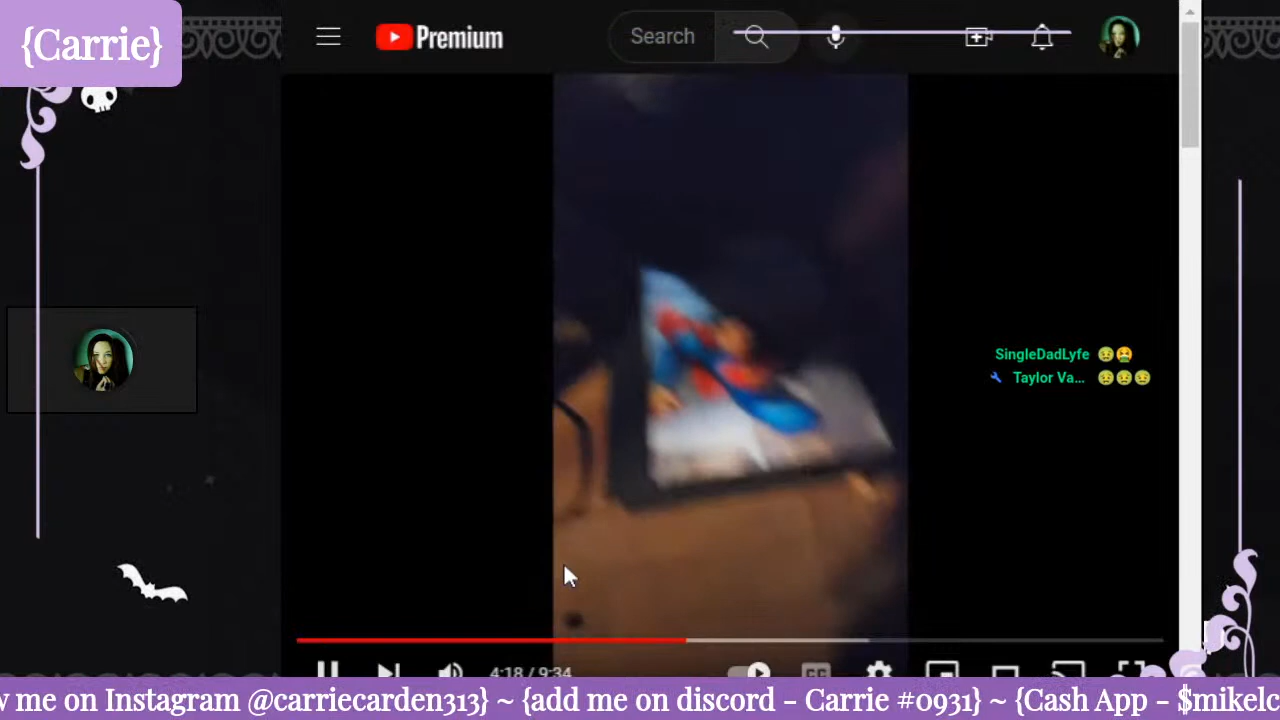 {Carrie}
Premium
Search
SingleDadLyfe
Taylor Va...
4:18 / 9:34
CC
w me on Instagram @carriecarden313} ~ {add me on discord - Carrie #0931} ~ {Cash App - $mikelc